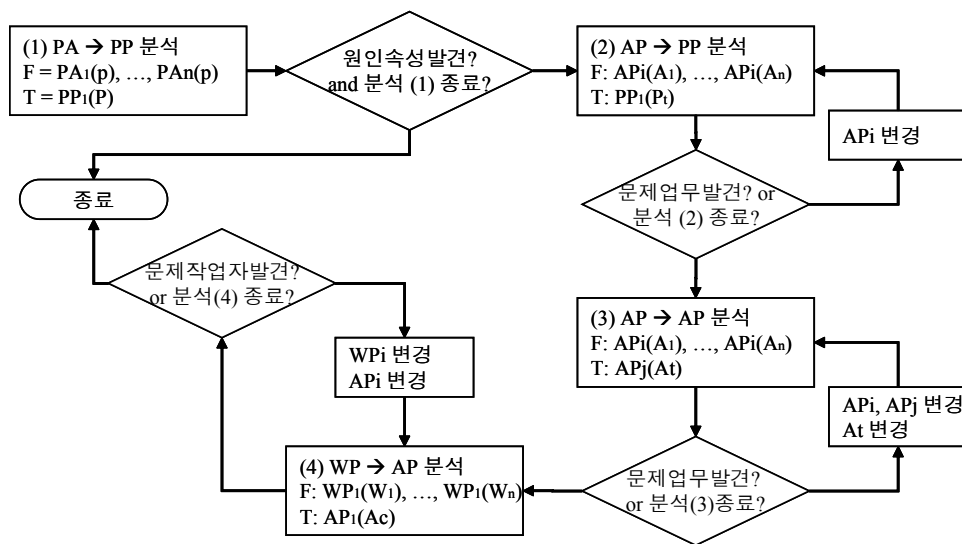 (1) PA → PP 분석
F = PA1(p), …, PAn(p)
T = PP1(P)
원인속성발견?
and 분석 (1) 종료?
(2) AP → PP 분석
F: APi(A1), …, APi(An)
T: PP1(Pt)
APi 변경
종료
문제업무발견? or
분석 (2) 종료?
문제작업자발견?
or 분석(4) 종료?
(3) AP → AP 분석
F: APi(A1), …, APi(An)
T: APj(At)
WPi 변경
APi 변경
APi, APj 변경
At 변경
(4) WP → AP 분석
F: WP1(W1), …, WP1(Wn)
T: AP1(Ac)
문제업무발견?
or 분석(3)종료?